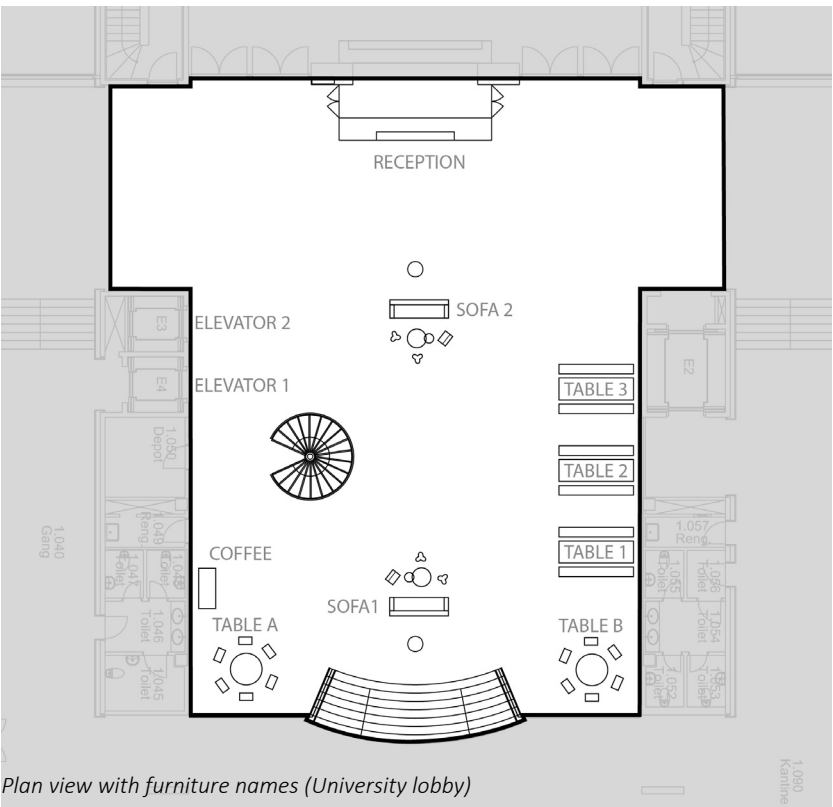 RECEPTION
SOFA 2
ELEVATOR 2
E3
E2
ELEVATOR 1
E4
TABLE 3
1.050
Depot
TABLE 2
1.040
Gang
1.049
Reng.
1.057
Reng.
COFFEE
TABLE 1
1.047
Toilet
1.048
Toilet
1.055
Toilet
1.056
Toilet
SOFA1
TABLE A
TABLE B
1.046
Toilet
1.054
Toilet
1.045
Toilet
1.052
1.053
Toilet
1.090
Kantine
Plan view with furniture names (University lobby)